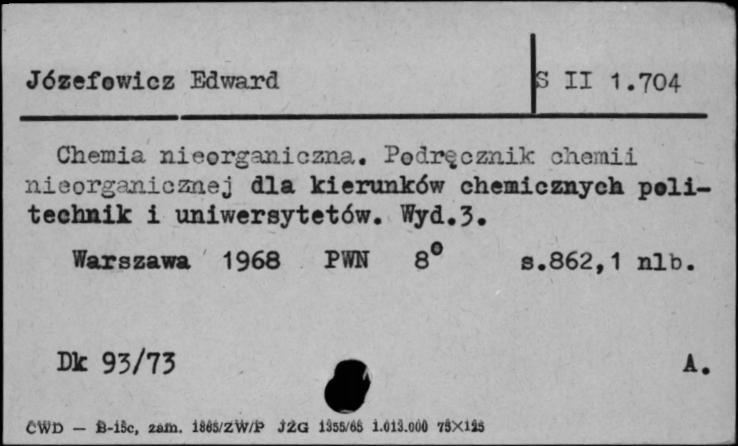 Józefowicz Edward S II 1.704
Chemia nieorganiczna. Podręcznik chemii
nieorganicznej dla kierunków chemicznych poli-
technik i uniwersytetów. Wyd.3.
Warszawa 1968 PWN 8° s.862,1 nlb.
Dk 93/73 A.
ĆWD — B-15c, zam. 1865/ZW/P JZG 1355/65 1.013.000 75×125